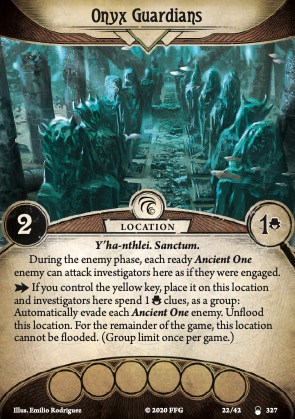 Onyx Guardians
2
LOCATION
1
Y'ha-nthlei. Sanctum.
During the enemy phase, each ready Ancient One
enemy can attack investigators here as if they were engaged.
If you control the yellow key, place it on this location
and investigators here spend 1 clues, as a group:
Automatically evade each Ancient One enemy. Unflood
this location. For the remainder of the game, this location
cannot be flooded. (Group limit once per game.)
Illus. Emilio Rodriguez © 2020 FFG 22/42 327